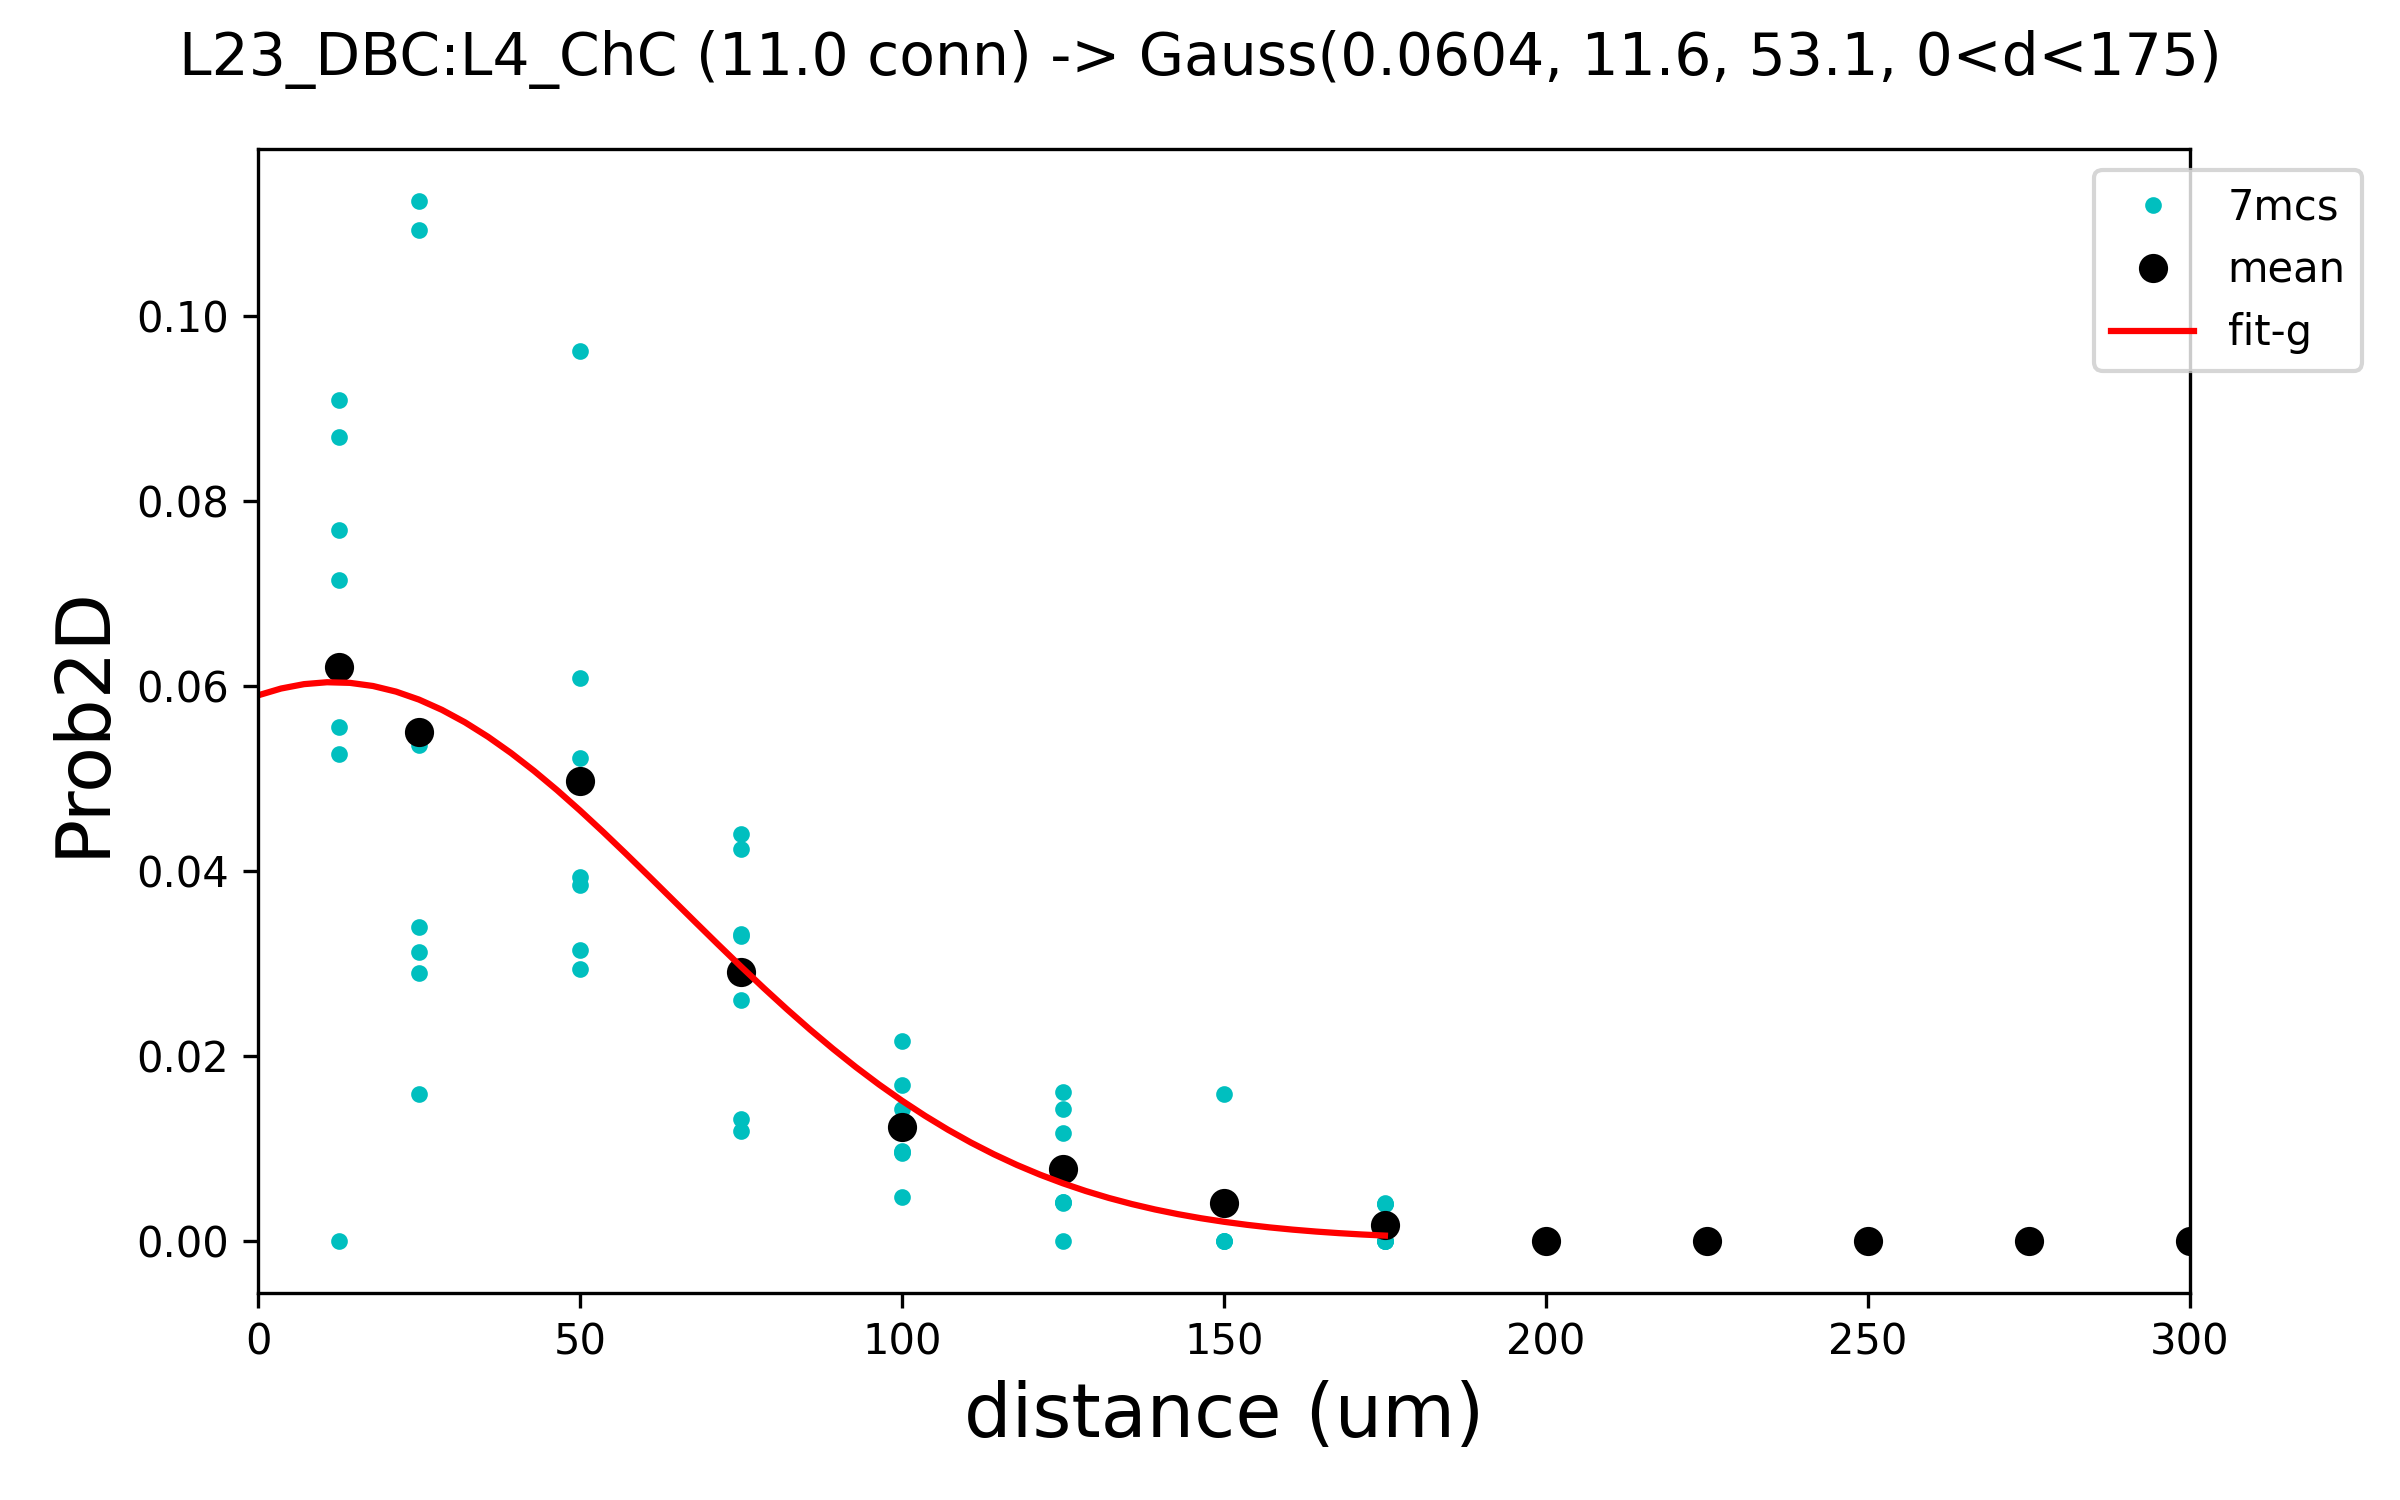 L23_DBC:L4_ChC (11.0 conn) -> Gauss(0.0604, 11.6, 53.1, 0<d<175)
7mcs
mean
fit-g
0.10
0.08
0.06
0.04
0.02
0.00
Prob2D
0 50 100 150 200 250 300
distance (um)